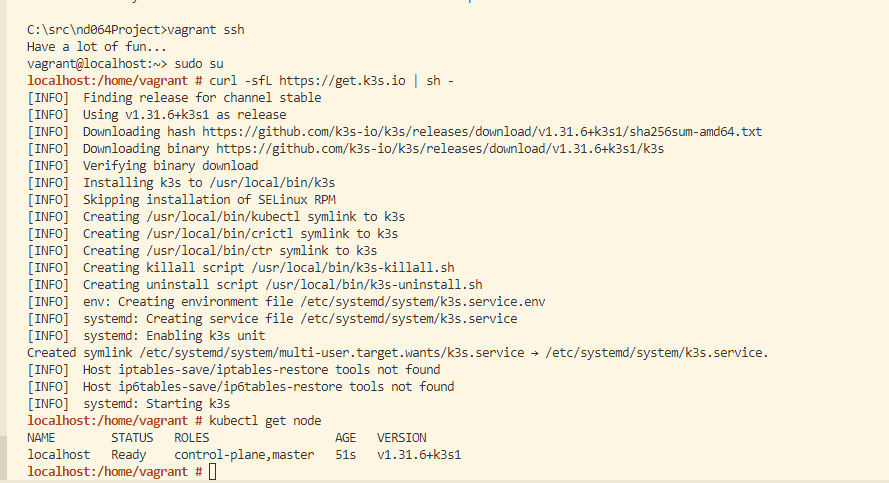 C:\src\nd064Project>vagrant ssh
Have a lot of fun...
vagrant@localhost:~> sudo su
localhost:/home/vagrant # curl -sfL https://get.k3s.io | sh -
[INFO]  Finding release for channel stable
[INFO]  Using v1.31.6+k3s1 as release
[INFO]  Downloading hash https://github.com/k3s-io/k3s/releases/download/v1.31.6+k3s1/sha256sum-amd64.txt
[INFO]  Downloading binary https://github.com/k3s-io/k3s/releases/download/v1.31.6+k3s1/k3s
[INFO]  Verifying binary download
[INFO]  Installing k3s to /usr/local/bin/k3s
[INFO]  Skipping installation of SELinux RPM
[INFO]  Creating /usr/local/bin/kubectl symlink to k3s
[INFO]  Creating /usr/local/bin/crictl symlink to k3s
[INFO]  Creating /usr/local/bin/ctr symlink to k3s
[INFO]  Creating killall script /usr/local/bin/k3s-killall.sh
[INFO]  Creating uninstall script /usr/local/bin/k3s-uninstall.sh
[INFO]  env: Creating environment file /etc/systemd/system/k3s.service.env
[INFO]  systemd: Creating service file /etc/systemd/system/k3s.service
[INFO]  systemd: Enabling k3s unit
Created symlink /etc/systemd/system/multi-user.target.wants/k3s.service → /etc/systemd/system/k3s.service.
[INFO]  Host iptables-save/iptables-restore tools not found
[INFO]  Host ip6tables-save/ip6tables-restore tools not found
[INFO]  systemd: Starting k3s
localhost:/home/vagrant # kubectl get node
NAME        STATUS   ROLES                  AGE   VERSION
localhost   Ready    control-plane,master   51s   v1.31.6+k3s1
localhost:/home/vagrant #